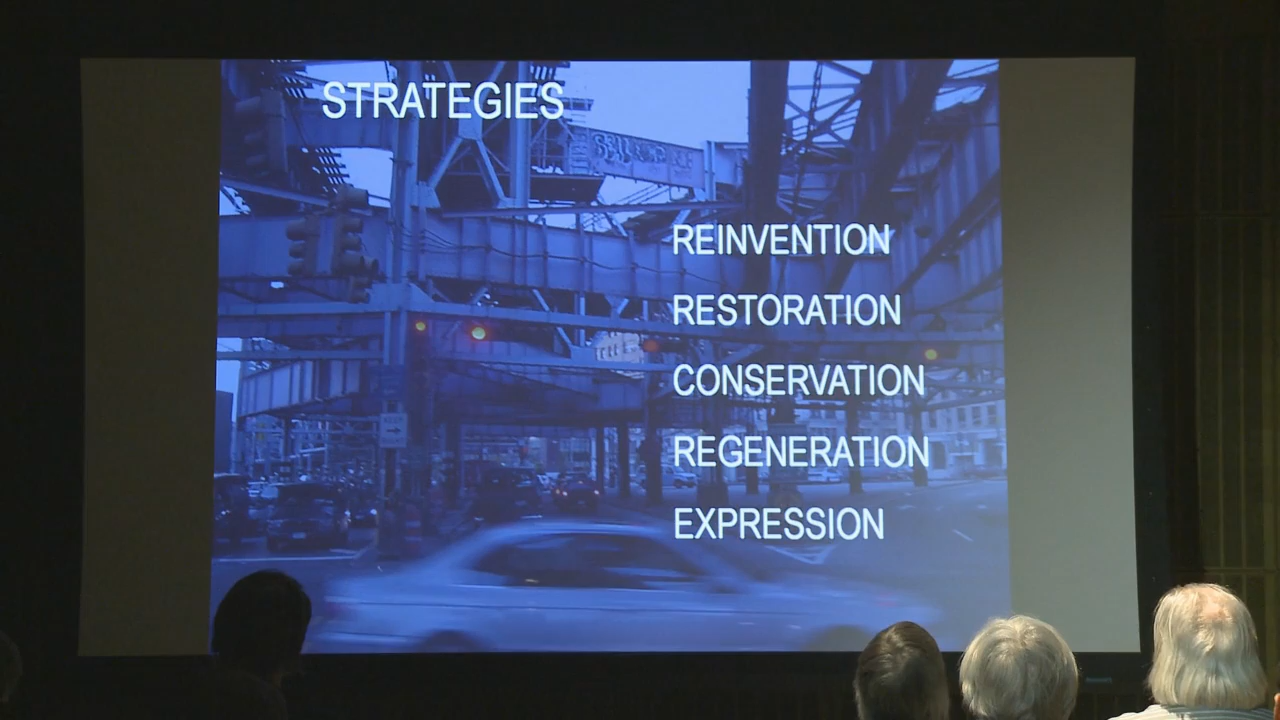 STRATEGIES
REINVENTION
RESTORATION
CONSERVATION
REGENERATION
EXPRESSION